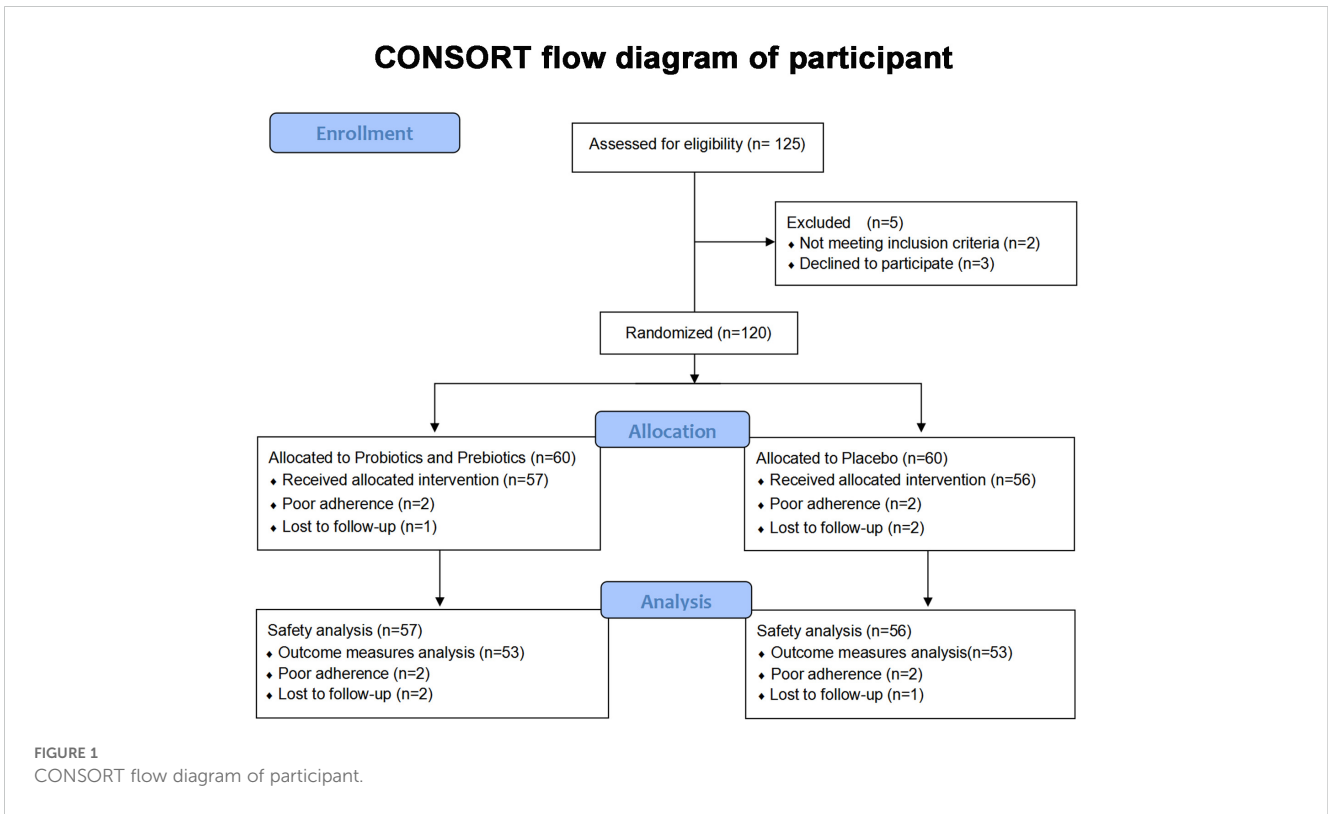 CONSORT flow diagram of participant
Enrollment
Assessed for eligibility (n= 125)
Excluded (n=5)
♦ Not meeting inclusion criteria (n=2)
♦ Declined to participate (n=3)
Randomized (n=120)
Allocation
Allocated to Probiotics and Prebiotics (n=60)
♦ Received allocated intervention (n=57)
♦ Poor adherence (n=2)
♦ Lost to follow-up (n=1)
Allocated to Placebo (n=60)
♦ Received allocated intervention (n=56)
♦ Poor adherence (n=2)
♦ Lost to follow-up (n=2)
Analysis
Safety analysis (n=57)
♦ Outcome measures analysis (n=53)
♦ Poor adherence (n=2)
♦ Lost to follow-up (n=2)
Safety analysis (n=56)
♦ Outcome measures analysis(n=53)
♦ Poor adherence (n=2)
♦ Lost to follow-up (n=1)
FIGURE 1
CONSORT flow diagram of participant.